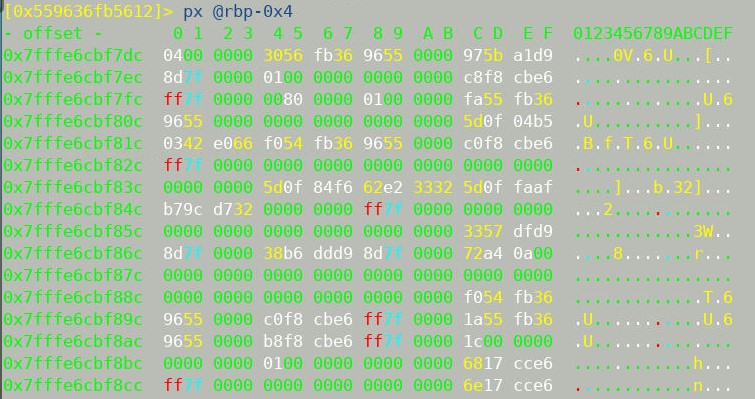 [0x559636fb5612]> px @rbp-0x4
- offset -       0 1  2 3  4 5  6 7  8 9  A B  C D  E F  0123456789ABCDEF
0x7fffe6cbf7dc  0400 0000 3056 fb36 9655 0000 975b a1d9  ....0V.6.U...[..
0x7fffe6cbf7ec  8d7f 0000 0100 0000 0000 0000 c8f8 cbe6  ................
0x7fffe6cbf7fc  ff7f 0000 0080 0000 0100 0000 fa55 fb36  .............U.6
0x7fffe6cbf80c  9655 0000 0000 0000 0000 0000 5d0f 04b5  .U..........]...
0x7fffe6cbf81c  0342 e066 f054 fb36 9655 0000 c0f8 cbe6  .B.f.T.6.U......
0x7fffe6cbf82c  ff7f 0000 0000 0000 0000 0000 0000 0000  ................
0x7fffe6cbf83c  0000 0000 5d0f 84f6 62e2 3332 5d0f faaf  ....]...b.32]...
0x7fffe6cbf84c  b79c d732 0000 0000 ff7f 0000 0000 0000  ...2............
0x7fffe6cbf85c  0000 0000 0000 0000 0000 0000 3357 dfd9  ............3W..
0x7fffe6cbf86c  8d7f 0000 38b6 ddd9 8d7f 0000 72a4 0a00  ....8.......r...
0x7fffe6cbf87c  0000 0000 0000 0000 0000 0000 0000 0000  ................
0x7fffe6cbf88c  0000 0000 0000 0000 0000 0000 f054 fb36  .............T.6
0x7fffe6cbf89c  9655 0000 c0f8 cbe6 ff7f 0000 1a55 fb36  .U...........U.6
0x7fffe6cbf8ac  9655 0000 b8f8 cbe6 ff7f 0000 1c00 0000  .U..............
0x7fffe6cbf8bc  0000 0000 0100 0000 0000 0000 6817 cce6  ............h...
0x7fffe6cbf8cc  ff7f 0000 0000 0000 0000 0000 6e17 cce6  ............n...